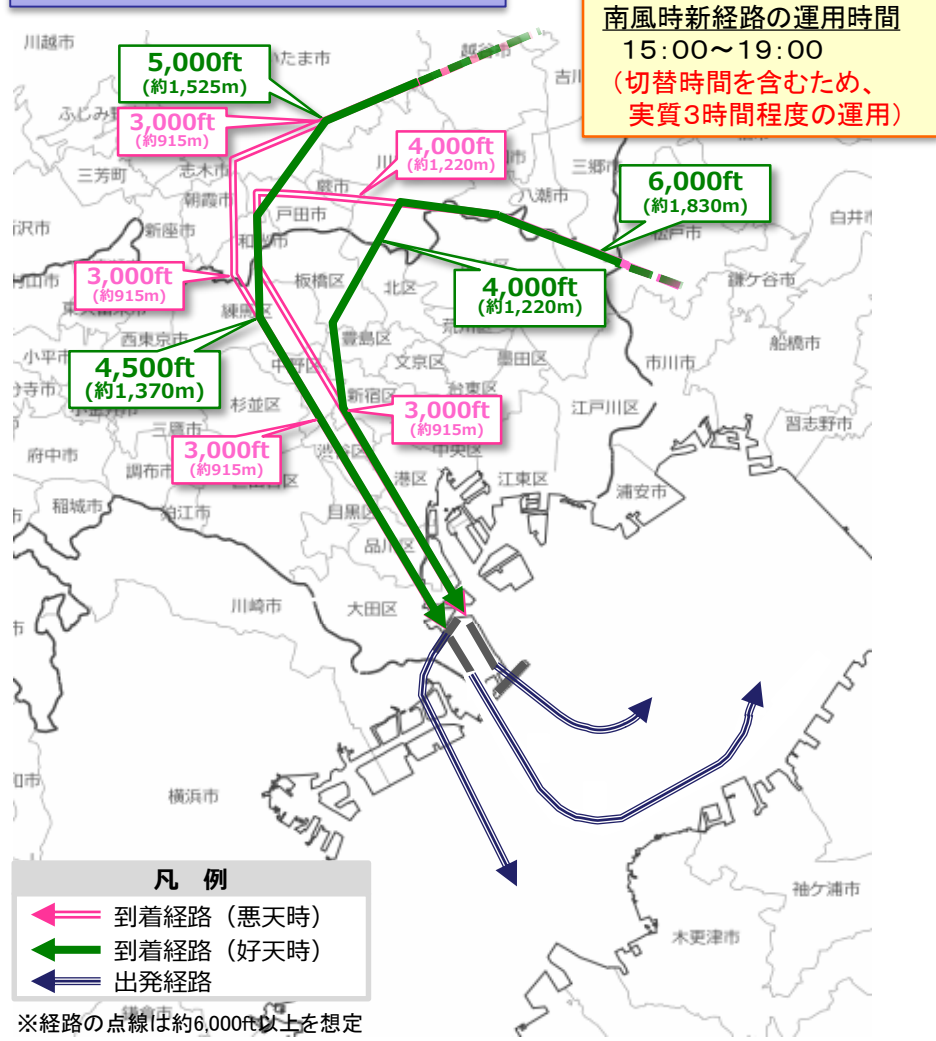 南風時新経路の運用時間
15:00～19:00
(切替時間を含むため、
実質3時間程度の運用)
川越市
いたま市
越谷市
5,000ft
(約1,525m)
吉川
ふじみ野
3,000ft
(約915m)
4,000ft
(約1,220m)
三芳町
志木市
川
蕨市
三郷市
八潮市
6,000ft
(約1,830m)
朝霞市
戸田市
松戸市
白井市
新座市
和光市
3,000ft
(約915m)
板橋区
北区
4,000ft
(約1,220m)
鎌ケ谷市
練馬区
荒川区
西東京市
豊島区
船橋市
小平市
4,500ft
(約1,370m)
中野区
文京区
墨田区
市川市
新宿区
台東区
杉並区
3,000ft
(約915m)
江戸川区
習志野市
三鷹市
3,000ft
(約915m)
府中市
渋谷区
中央区
調布市
港区
江東区
浦安市
稲城市
狛江市
目黒区
品川区
川崎市
大田区
横浜市
袖ケ浦市
木更津市
鎌倉市
凡 例
到着経路（悪天時）
到着経路（好天時）
出発経路
※経路の点線は約6,000ft以上を想定